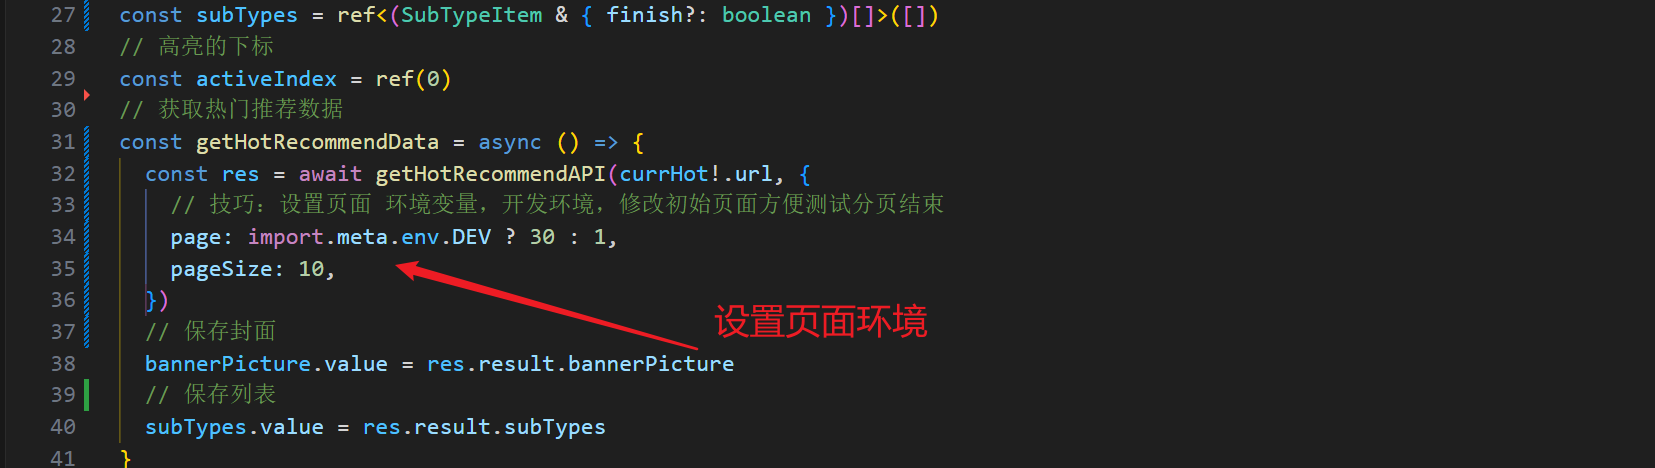 27 const subTypes = ref<(SubTypeItem & { finish?: boolean })[]>([])
28 // 高亮的下标
29 const activeIndex = ref(0)
30 // 获取热门推荐数据
31 const getHotRecommendData = async () => {
32 const res = await getHotRecommendAPI(currHot!.url, {
33 // 技巧：设置页面 环境变量，开发环境，修改初始页面方便测试分页结束
34 page: import.meta.env.DEV ? 30 : 1,
35 pageSize: 10,
36 })
设置页面环境
37 // 保存封面
38 bannerPicture.value = res.result.bannerPicture
39 // 保存列表
40 subTypes.value = res.result.subTypes
41 }